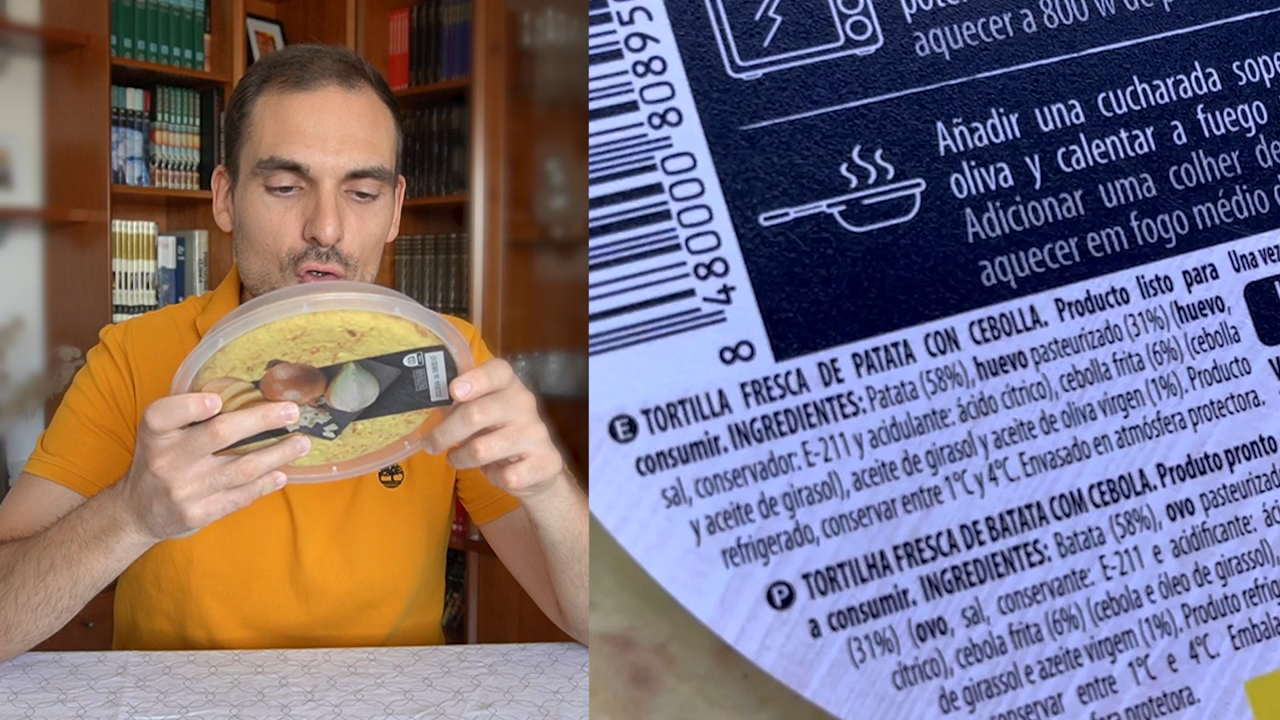 aquecer a 800 W de
Añadir una cucharada sope
oliva y calentar a fuego
Adicionar uma colher de
aquecer em fogo médio
8 480000 80895
E TORTILLA FRESCA DE PATATA CON CEBOLLA. Producto listo para
consumir. INGREDIENTES: Patata (58%), huevo pasteurizado (31%) (huevo,
sal, conservador: E-211 y acidulante: ácido cítrico), cebolla frita (6%) (cebolla
y aceite de girasol), aceite de girasol y aceite de oliva virgen (1%). Producto
refrigerado, conservar entre 1°C y 4°C. Envasado en atmósfera protectora.
Una vez
P TORTILHA FRESCA DE BATATA COM CEBOLA. Produto pronto
a consumir. INGREDIENTES: Batata (58%), ovo pasteurizad
(31%) (ovo, sal, conservante: E-211 e acidificante: ác
cítrico), cebola frita (6%) (cebola e óleo de girassol),
de girassol e azeite virgem (1%). Produto refrig
conservar entre 1°C e 4°C. Embala
fera protetora.